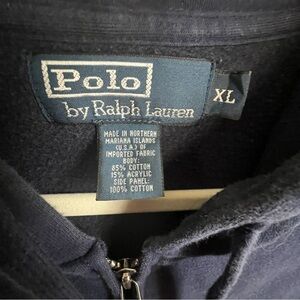 Polo
by Ralph Lauren
XL
MADE IN NORTHERN
MARIANA ISLANDS
(U.S.A.) OF
IMPORTED FABRIC
BODY:
85% COTTON
15% ACRYLIC
SIDE PANEL:
100% COTTON